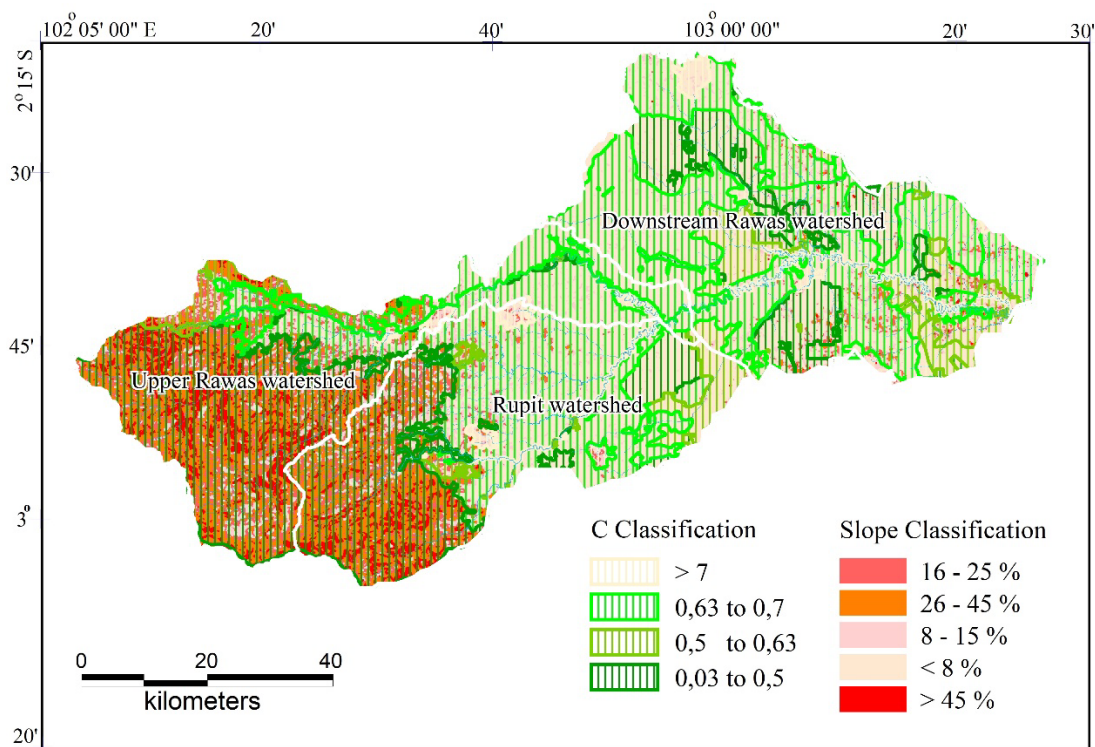 102° 05' 00" E
20'
40'
103° 00' 00"
20'
30'
2° 15' S
30'
Downstream Rawas watershed
45'
Upper Rawas watershed
Rupit watershed
3°
C Classification
> 7
0,63 to 0,7
0,5 to 0,63
0,03 to 0,5
Slope Classification
16 - 25 %
26 - 45 %
8 - 15 %
< 8 %
> 45 %
0 20 40
kilometers
20'